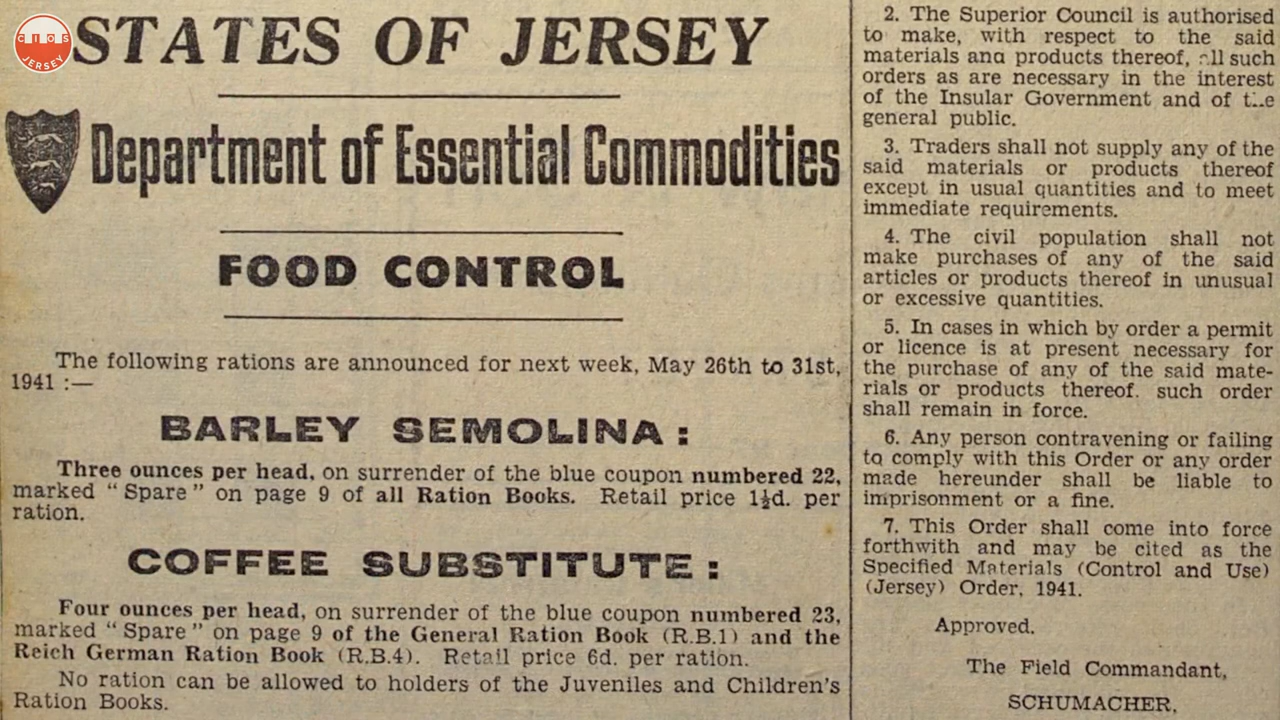 CIIOS
JERSEY
STATES OF JERSEY
Department of Essential Commodities
FOOD CONTROL
The following rations are announced for next week, May 26th to 31st,
1941 :—
BARLEY SEMOLINA :
Three ounces per head, on surrender of the blue coupon numbered 22,
marked "Spare" on page 9 of all Ration Books. Retail price 1½d. per
ration.
COFFEE SUBSTITUTE :
Four ounces per head, on surrender of the blue coupon numbered 23,
marked "Spare" on page 9 of the General Ration Book (R.B.1) and the
Reich German Ration Book (R.B.4). Retail price 6d. per ration.
No ration can be allowed to holders of the Juveniles and Children's
Ration Books.
2. The Superior Council is authorised
to make, with respect to the said
materials and products thereof, all such
orders as are necessary in the interest
of the Insular Government and of the
general public.
3. Traders shall not supply any of the
said materials or products thereof
except in usual quantities and to meet
immediate requirements.
4. The civil population shall not
make purchases of any of the said
articles or products thereof in unusual
or excessive quantities.
5. In cases in which by order a permit
or licence is at present necessary for
the purchase of any of the said mate-
rials or products thereof. such order
shall remain in force.
6. Any person contravening or failing
to comply with this Order or any order
made hereunder shall be liable to
imprisonment or a fine.
7. This Order shall come into force
forthwith and may be cited as the
Specified Materials (Control and Use)
(Jersey) Order, 1941.
Approved.
The Field Commandant,
SCHUMACHER,